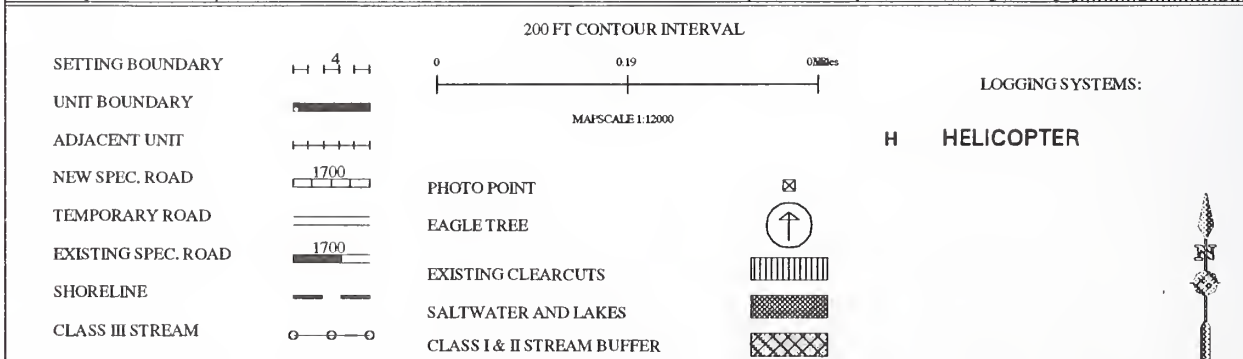 200 FT CONTOUR INTERVAL
SETTING BOUNDARY
4
UNIT BOUNDARY
ADJACENT UNIT
NEW SPEC. ROAD
1700
TEMPORARY ROAD
EXISTING SPEC. ROAD
1700
SHORELINE
CLASS III STREAM
0
0.19
MAPSCALE 1:12000
PHOTO POINT
EAGLE TREE
EXISTING CLEARCUTS
SALTWATER AND LAKES
CLASS I & II STREAM BUFFER
LOGGING SYSTEMS:
H HELICOPTER
N